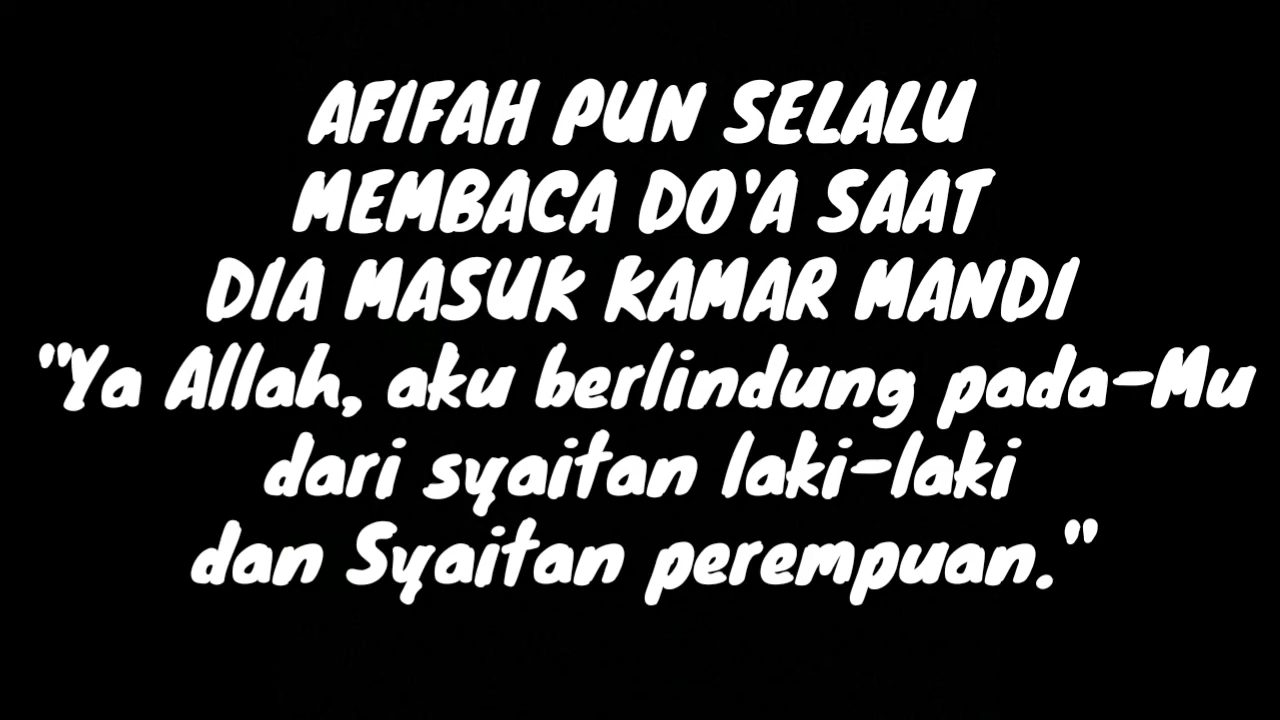 AFIFAH PUN SELALU
MEMBACA DO'A SAAT
DIA MASUK KAMAR MANDI
"Ya Allah, aku berlindung pada-Mu
dari syaitan laki-laki
dan Syaitan perempuan."